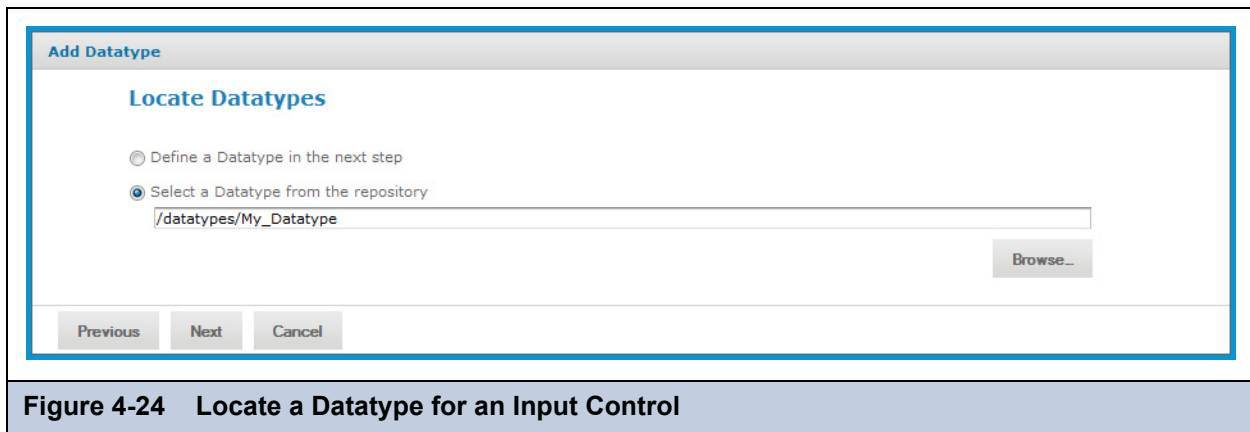 Add Datatype
Locate Datatypes
Define a Datatype in the next step
Select a Datatype from the repository
/datatypes/My_Datatype
Browse...
Previous Next Cancel
Figure 4-24 Locate a Datatype for an Input Control